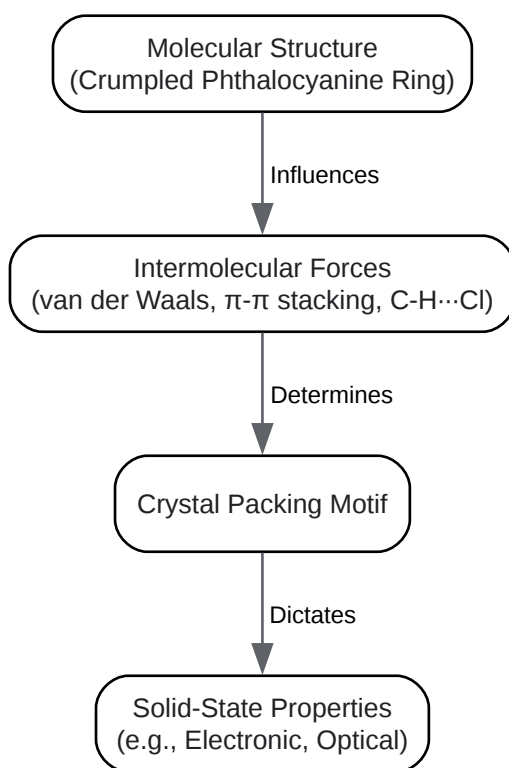 Molecular Structure
(Crumpled Phthalocyanine Ring)
Influences
Intermolecular Forces
(van der Waals, π-π stacking, C-H···Cl)
Determines
Crystal Packing Motif
Dictates
Solid-State Properties
(e.g., Electronic, Optical)